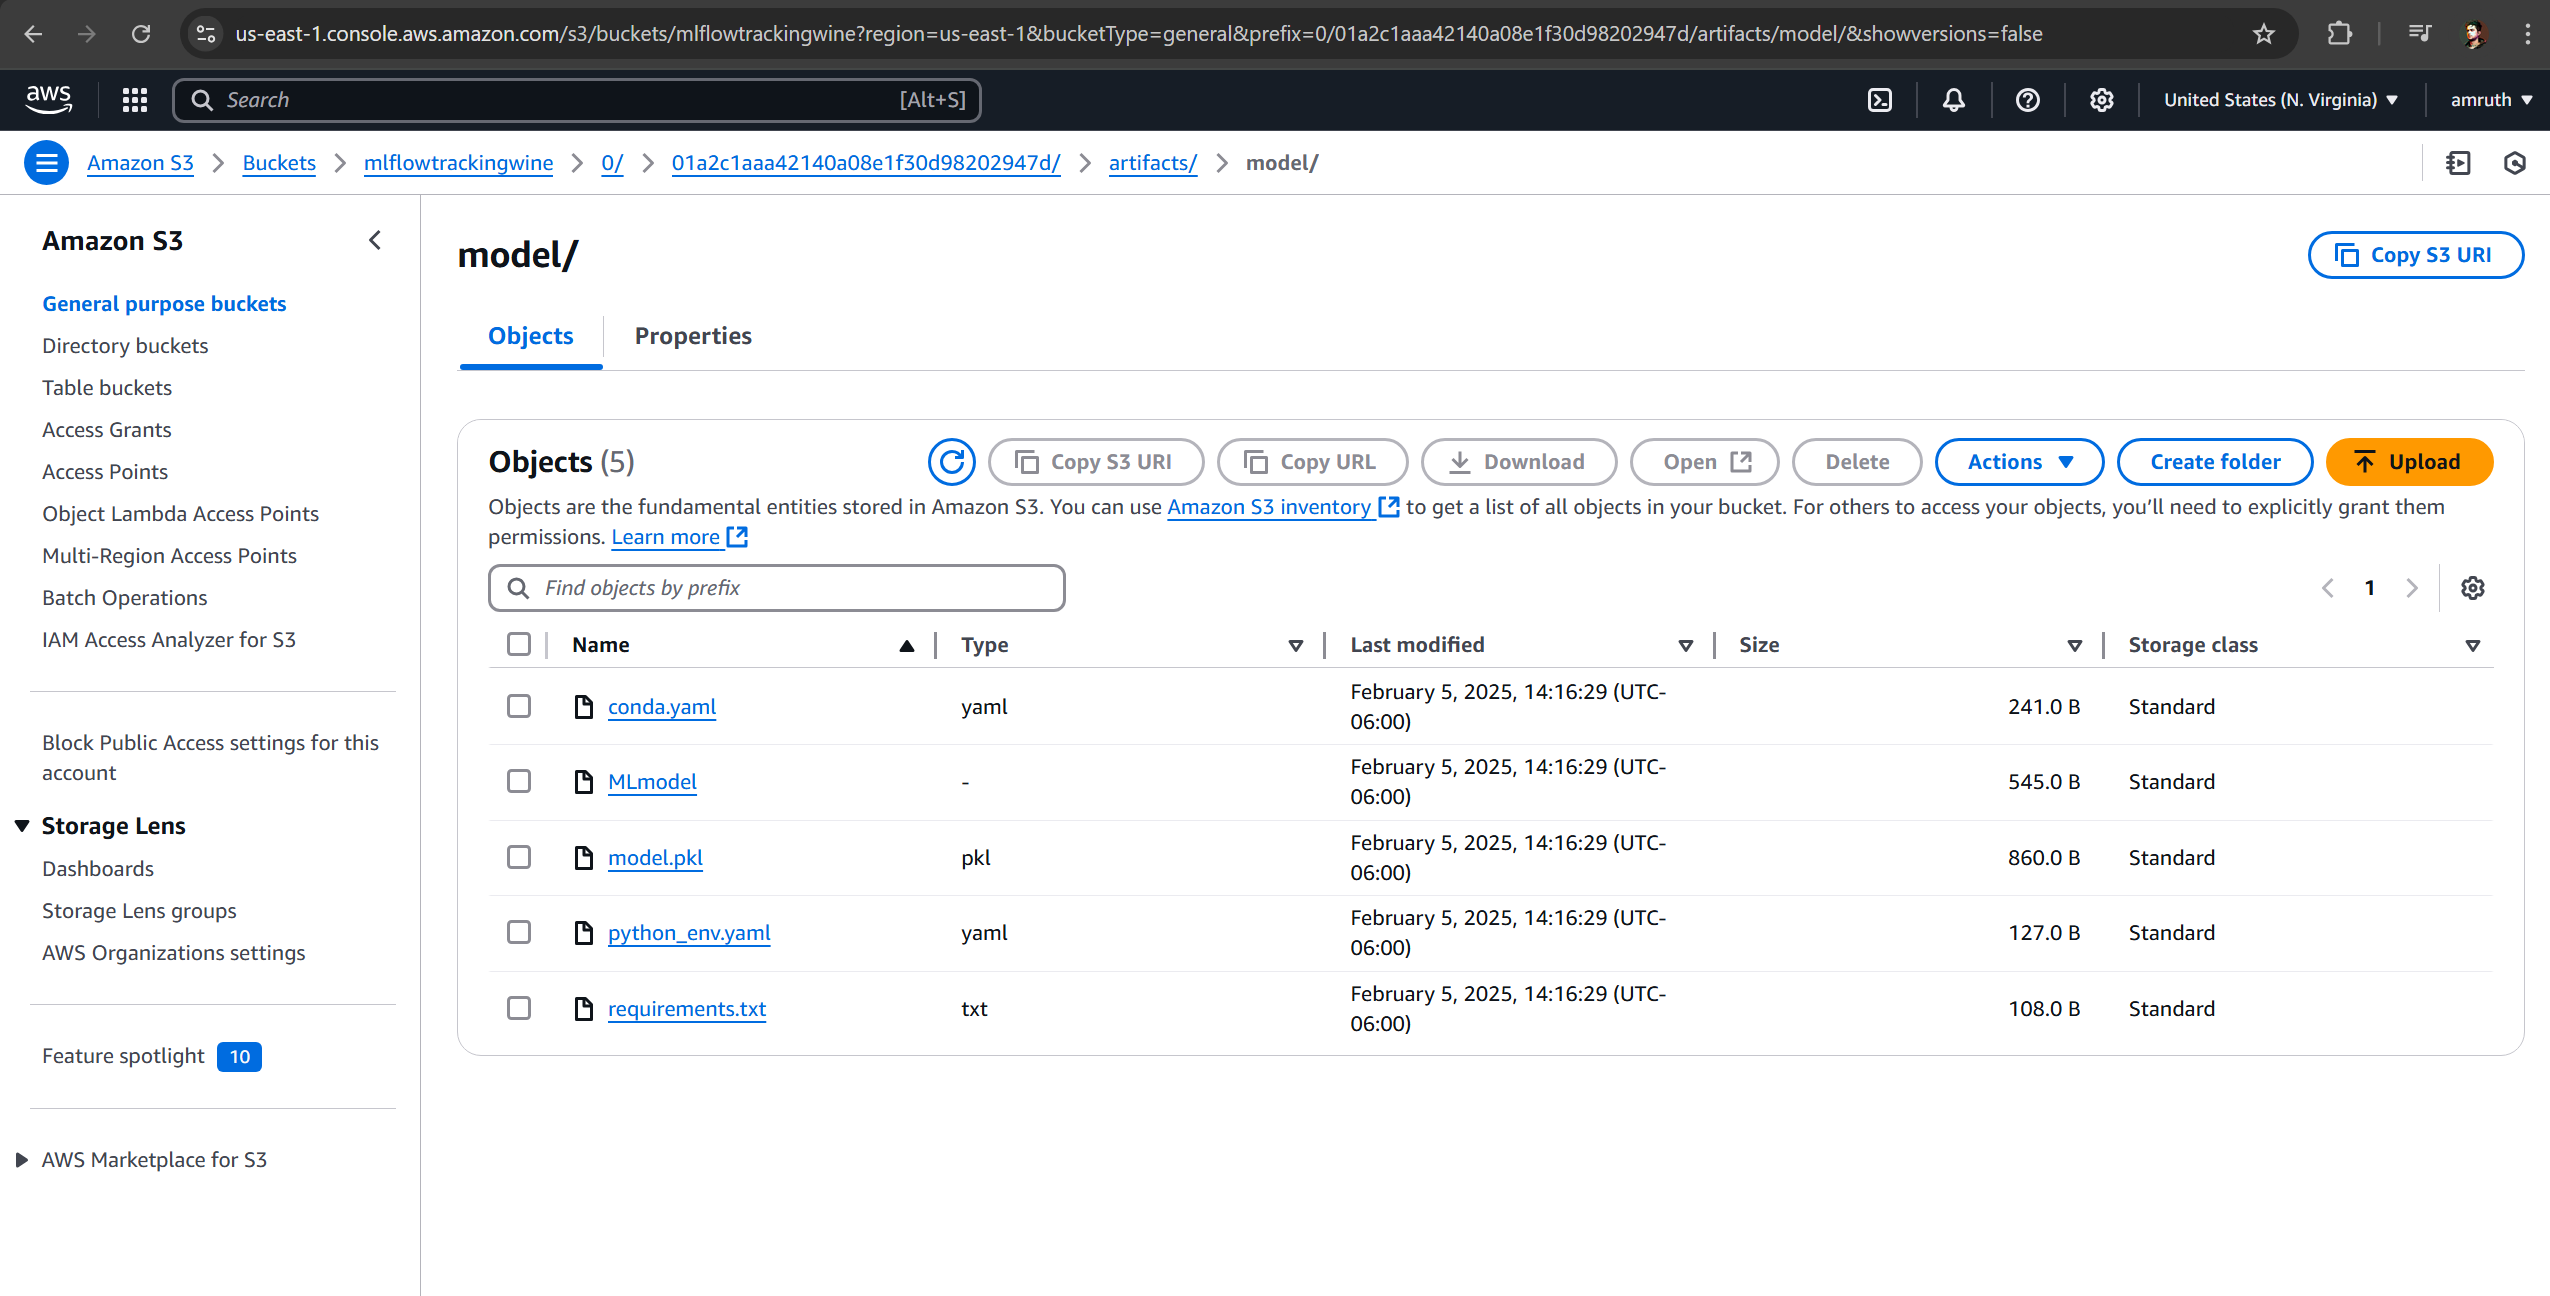 us-east-1.console.aws.amazon.com/s3/buckets/mlflowtrackingwine?region=us-east-1&bucketType=general&prefix=0/01a2c1aaa42140a08e1f30d98202947d/artifacts/model/&showversions=false
aws
Search
[Alt+S]
United States (N. Virginia)
amruth
Amazon S3
Buckets
mlflowtrackingwine
0/
01a2c1aaa42140a08e1f30d98202947d/
artifacts/
model/
Amazon S3
General purpose buckets
Directory buckets
Table buckets
Access Grants
Access Points
Object Lambda Access Points
Multi-Region Access Points
Batch Operations
IAM Access Analyzer for S3
Block Public Access settings for this
account
Storage Lens
Dashboards
Storage Lens groups
AWS Organizations settings
Feature spotlight 10
AWS Marketplace for S3
model/
Copy S3 URI
Objects
Properties
Objects (5)
Copy S3 URI
Copy URL
Download
Open
Delete
Actions
Create folder
Upload
Objects are the fundamental entities stored in Amazon S3. You can use Amazon S3 inventory to get a list of all objects in your bucket. For others to access your objects, you’ll need to explicitly grant them
permissions. Learn more
Find objects by prefix
1
Name Type Last modified Size Storage class
conda.yaml yaml February 5, 2025, 14:16:29 (UTC-
06:00) 241.0 B Standard
MLmodel - February 5, 2025, 14:16:29 (UTC-
06:00) 545.0 B Standard
model.pkl pkl February 5, 2025, 14:16:29 (UTC-
06:00) 860.0 B Standard
python_env.yaml yaml February 5, 2025, 14:16:29 (UTC-
06:00) 127.0 B Standard
requirements.txt txt February 5, 2025, 14:16:29 (UTC-
06:00) 108.0 B Standard